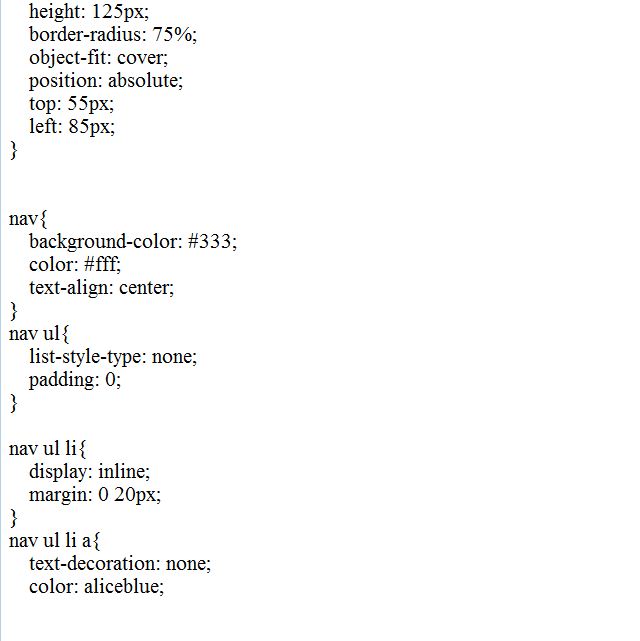 height: 125px;
border-radius: 75%;
object-fit: cover;
position: absolute;
top: 55px;
left: 85px;
}
nav{
background-color: #333;
color: #fff;
text-align: center;
}
nav ul{
list-style-type: none;
padding: 0;
}
nav ul li{
display: inline;
margin: 0 20px;
}
nav ul li a{
text-decoration: none;
color: aliceblue;